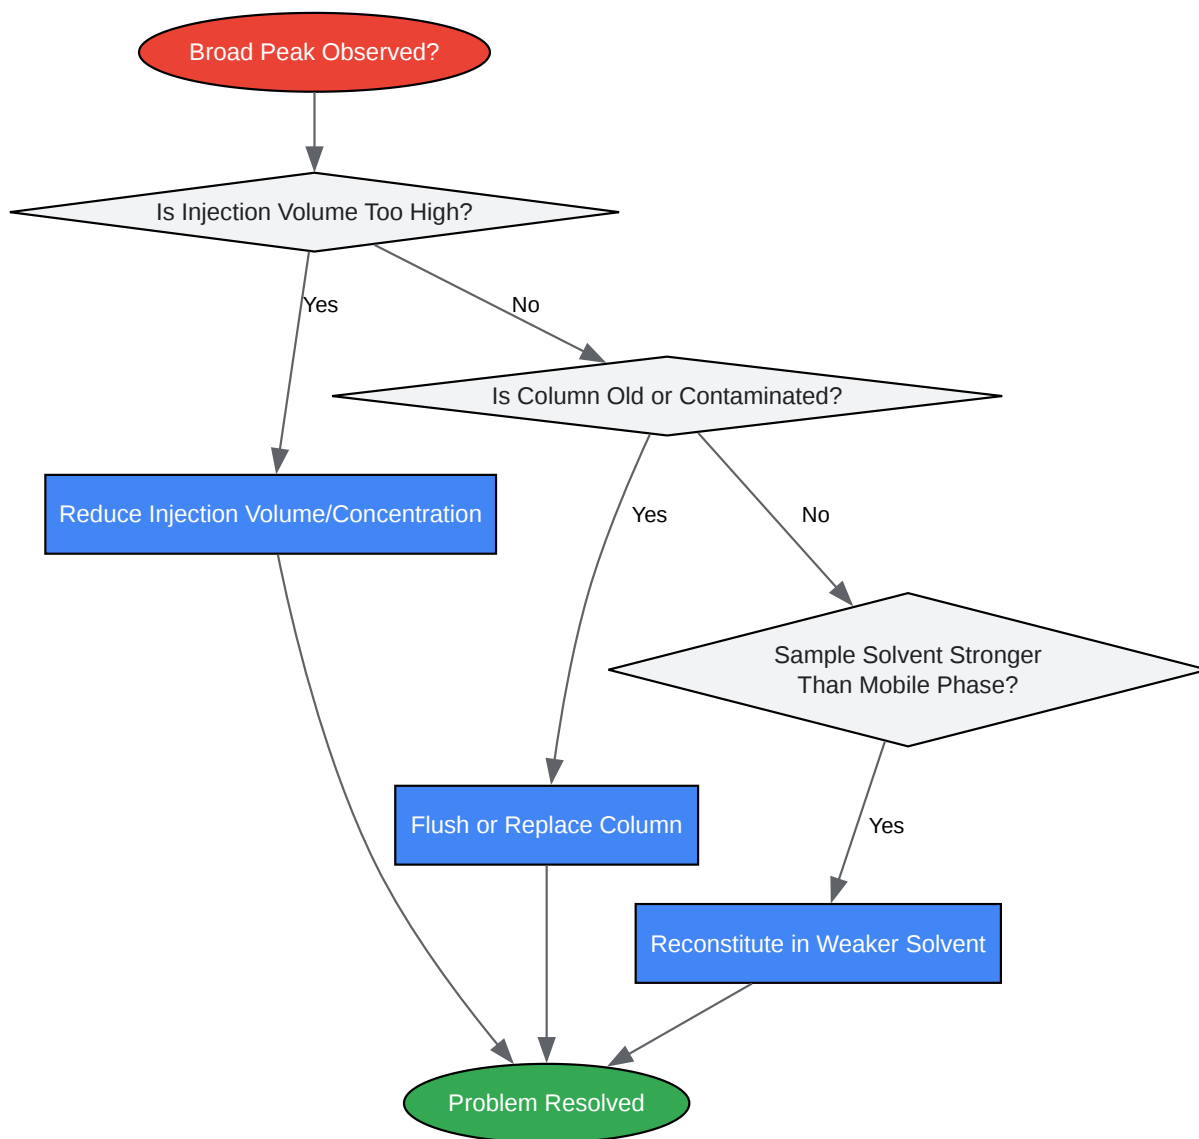 Broad Peak Observed?
Is Injection Volume Too High?
Yes
No
Is Column Old or Contaminated?
Reduce Injection Volume/Concentration
Yes
No
Sample Solvent Stronger
Than Mobile Phase?
Flush or Replace Column
Yes
Reconstitute in Weaker Solvent
Problem Resolved